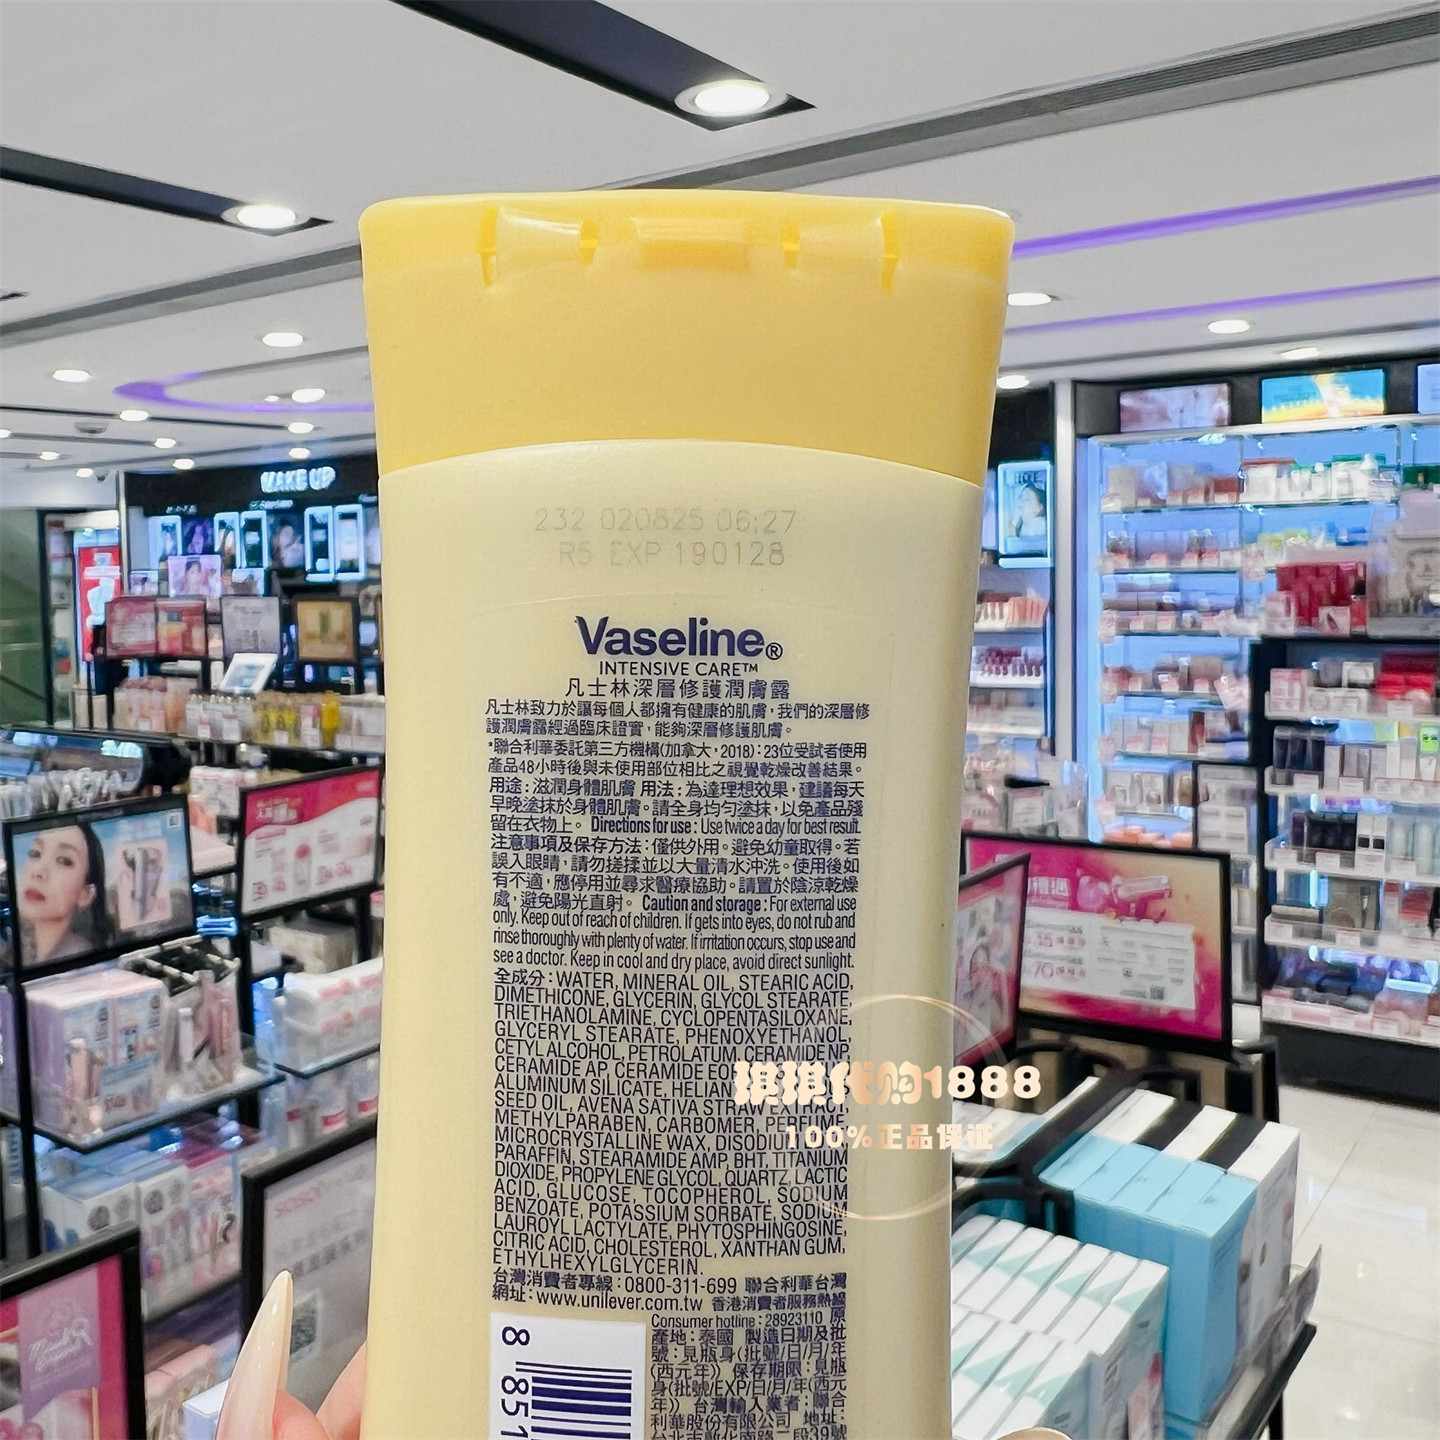 MAKE UP
232 020825 06:27
R5 EXP 190128
Vaseline®
INTENSIVE CARE™
凡士林深層修護潤膚露
凡士林致力於讓每個人都擁有健康的肌膚，我們的深層修
護潤膚露經過臨床證實，能夠深層修護肌膚。
*聯合利華委託第三方機構(加拿大，2018)：23位受試者使用
產品48小時後與未使用部位相比之視覺乾燥改善結果。
用途：滋潤身體肌膚 用法：為達理想效果，建議每天
早晚塗抹於身體肌膚。請全身均勻塗抹，以免產品殘
留在衣物上。 Directions for use : Use twice a day for best result.
注意事項及保存方法：僅供外用。避免幼童取得。若
誤入眼睛，請勿搓揉並以大量清水沖洗。使用後如
有不適，應停用並尋求醫療協助。請置於陰涼乾燥
處，避免陽光直射。 Caution and storage : For external use
only. Keep out of reach of children. If gets into eyes, do not rub and
rinse thoroughly with plenty of water. If irritation occurs, stop use and
see a doctor. Keep in cool and dry place, avoid direct sunlight.
全成分：WATER, MINERAL OIL, STEARIC ACID,
DIMETHICONE, GLYCERIN, GLYCOL STEARATE,
TRIETHANOLAMINE, CYCLOPENTASILOXANE,
GLYCERYL STEARATE, PHENOXYETHANOL,
CETYL ALCOHOL, PETROLATUM, CERAMIDE NP,
CERAMIDE AP, CERAMIDE EOP,
ALUMINUM SILICATE,
SEED OIL, AVENA SATIVA STRAW EXTRACT,
METHYLPARABEN, CARBOMER, PERFUME,
MICROCRYSTALLINE WAX, DISODIUM
PARAFFIN, STEARAMIDE AMP, BHT, TITANIUM
DIOXIDE, PROPYLENE GLYCOL, QUARTZ, LACTIC
ACID, GLUCOSE, TOCOPHEROL, SODIUM
BENZOATE, POTASSIUM SORBATE, SODIUM
LAUROYL LACTYLATE, PHYTOSPHINGOSINE,
CITRIC ACID, CHOLESTEROL, XANTHAN GUM,
ETHYLHEXYLGLYCERIN.
台灣消費者專線：0800-311-699 聯合利華台灣
網址：www.unilever.com.tw 香港消費者服務熱線
Consumer hotline : 28923110 原
產地：泰國 製造日期及批
號：見瓶身(批號/日/月/年
(西元年)) 保存期限：見瓶
身(批號/EXP/日/月/年(西元
年)) 台灣輸入業者：聯合
利華股份有限公司 地址：
台北市敦化南路二段39號
8 851
琪琪代购1888
100%正品保证